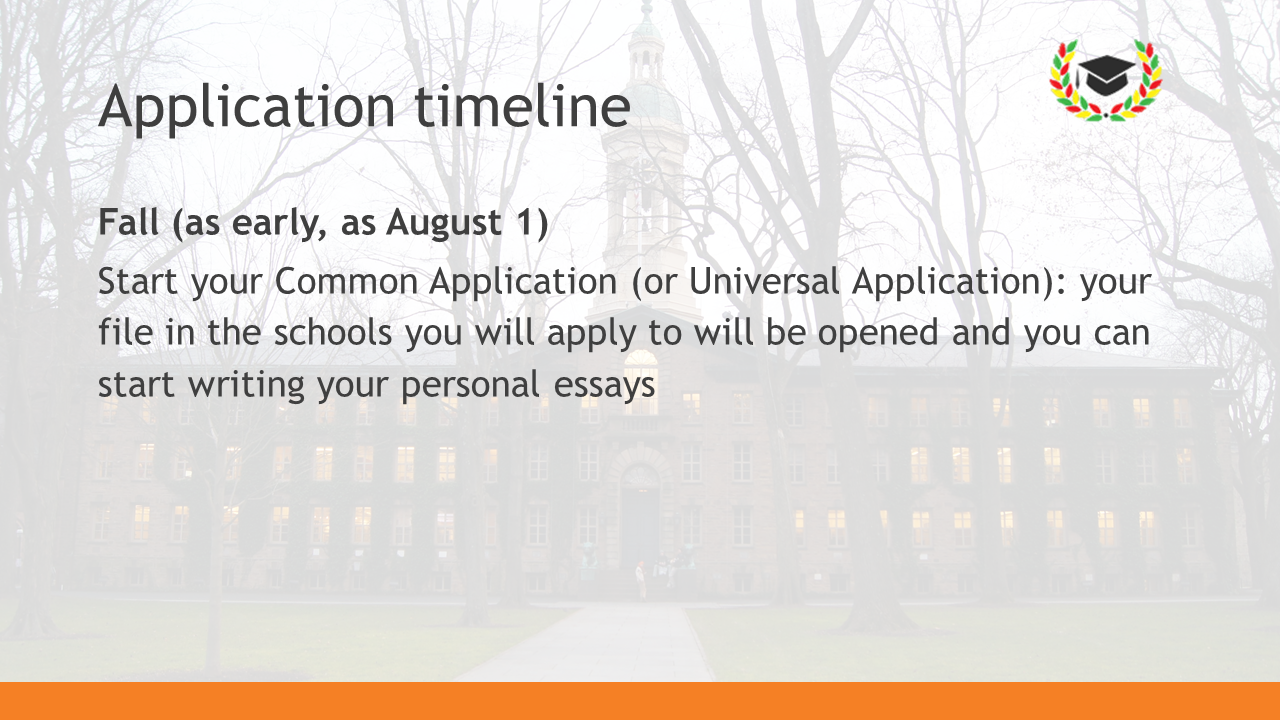 Application timeline
Fall (as early, as August 1)
Start your Common Application (or Universal Application): your
file in the schools you will apply to will be opened and you can
start writing your personal essays